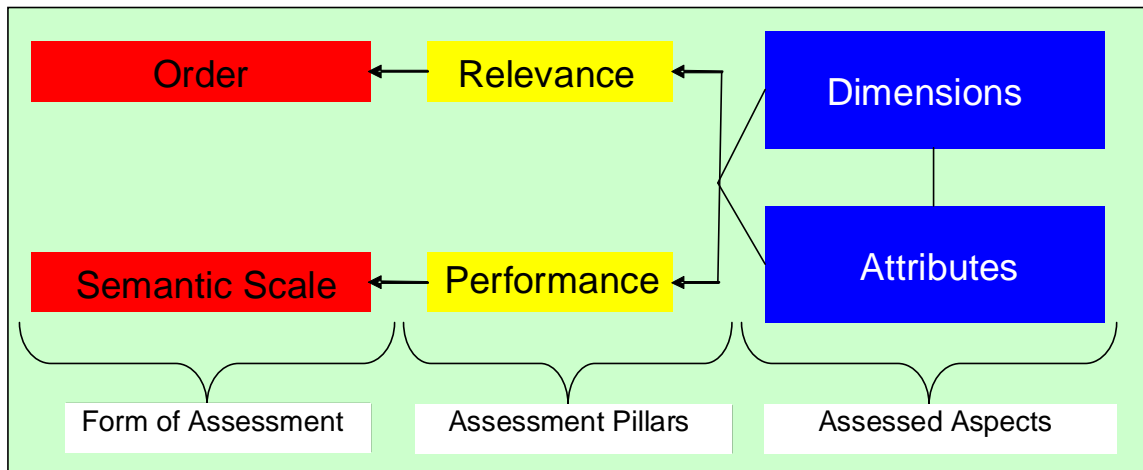 Order
Relevance
Dimensions
Semantic Scale
Performance
Attributes
Form of Assessment
Assessment Pillars
Assessed Aspects